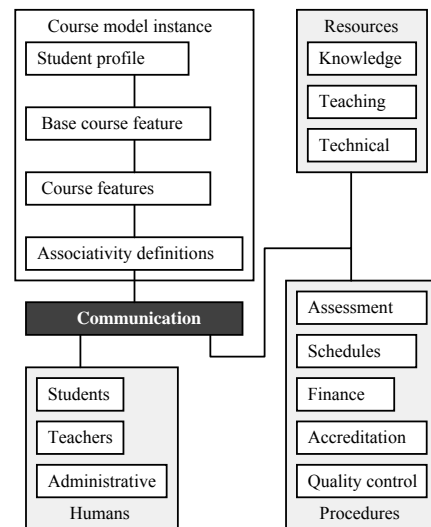 Course model instance
Student profile
Base course feature
Course features
Associativity definitions
Communication
Students
Teachers
Administrative
Humans
Resources
Knowledge
Teaching
Technical
Assessment
Schedules
Finance
Accreditation
Quality control
Procedures